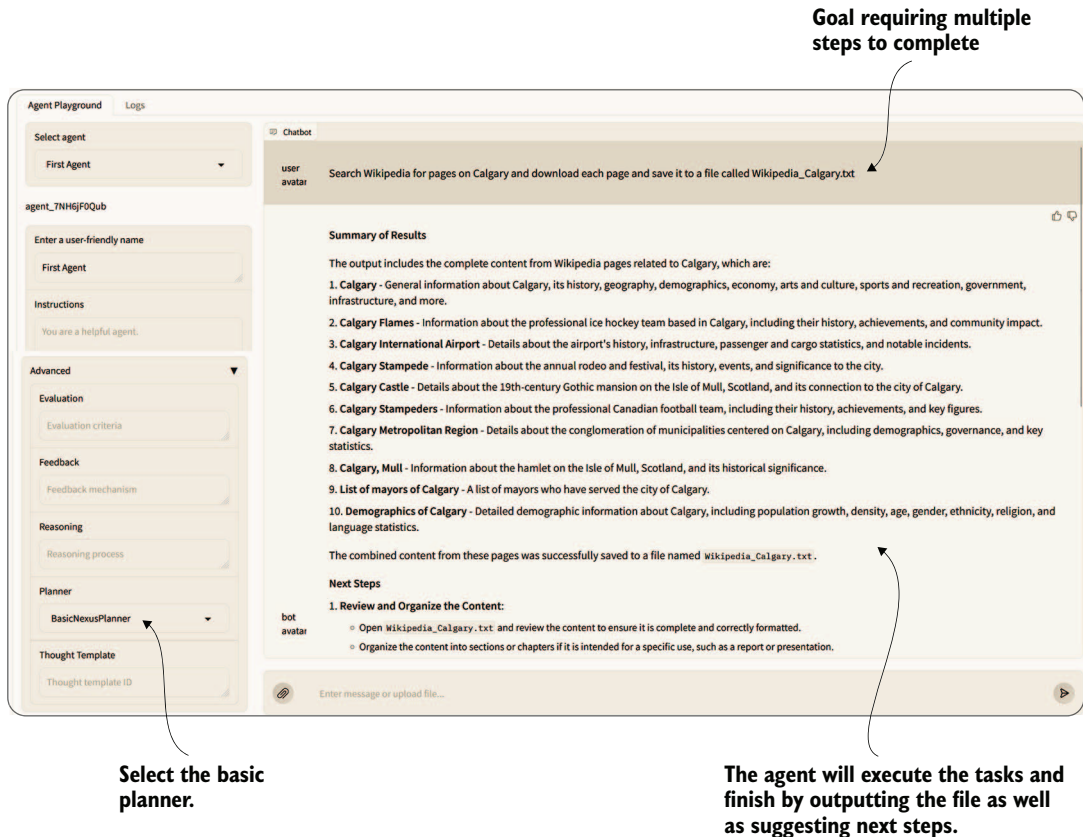 Goal requiring multiple
steps to complete
Agent Playground
Logs
Select agent
First Agent
agent_7NH6jF0Qub
Enter a user-friendly name
First Agent
Instructions
You are a helpful agent.
Advanced
Evaluation
Evaluation criteria
Feedback
Feedback mechanism
Reasoning
Reasoning process
Planner
BasicNexusPlanner
Thought Template
Thought template ID
Chatbot
user
avatar
Search Wikipedia for pages on Calgary and download each page and save it to a file called Wikipedia_Calgary.txt
Summary of Results
The output includes the complete content from Wikipedia pages related to Calgary, which are:
1. Calgary - General information about Calgary, its history, geography, demographics, economy, arts and culture, sports and recreation, government,
infrastructure, and more.
2. Calgary Flames - Information about the professional ice hockey team based in Calgary, including their history, achievements, and community impact.
3. Calgary International Airport - Details about the airport's history, infrastructure, passenger and cargo statistics, and notable incidents.
4. Calgary Stampede - Information about the annual rodeo and festival, its history, events, and significance to the city.
5. Calgary Castle - Details about the 19th-century Gothic mansion on the Isle of Mull, Scotland, and its connection to the city of Calgary.
6. Calgary Stampeders - Information about the professional Canadian football team, including their history, achievements, and key figures.
7. Calgary Metropolitan Region - Details about the conglomeration of municipalities centered on Calgary, including demographics, governance, and key
statistics.
8. Calgary, Mull - Information about the hamlet on the Isle of Mull, Scotland, and its historical significance.
9. List of mayors of Calgary - A list of mayors who have served the city of Calgary.
10. Demographics of Calgary - Detailed demographic information about Calgary, including population growth, density, age, gender, ethnicity, religion, and
language statistics.
The combined content from these pages was successfully saved to a file named Wikipedia_Calgary.txt.
Next Steps
1. Review and Organize the Content:
Open Wikipedia_Calgary.txt and review the content to ensure it is complete and correctly formatted.
Organize the content into sections or chapters if it is intended for a specific use, such as a report or presentation.
bot
avatar
Enter message or upload file...
Select the basic
planner.
The agent will execute the tasks and
finish by outputting the file as well
as suggesting next steps.